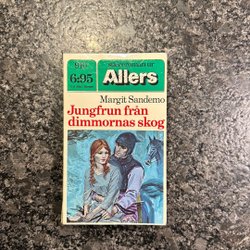 6:95
Allers
Margit Sandemo
Jungfrun från
dimmornas skog